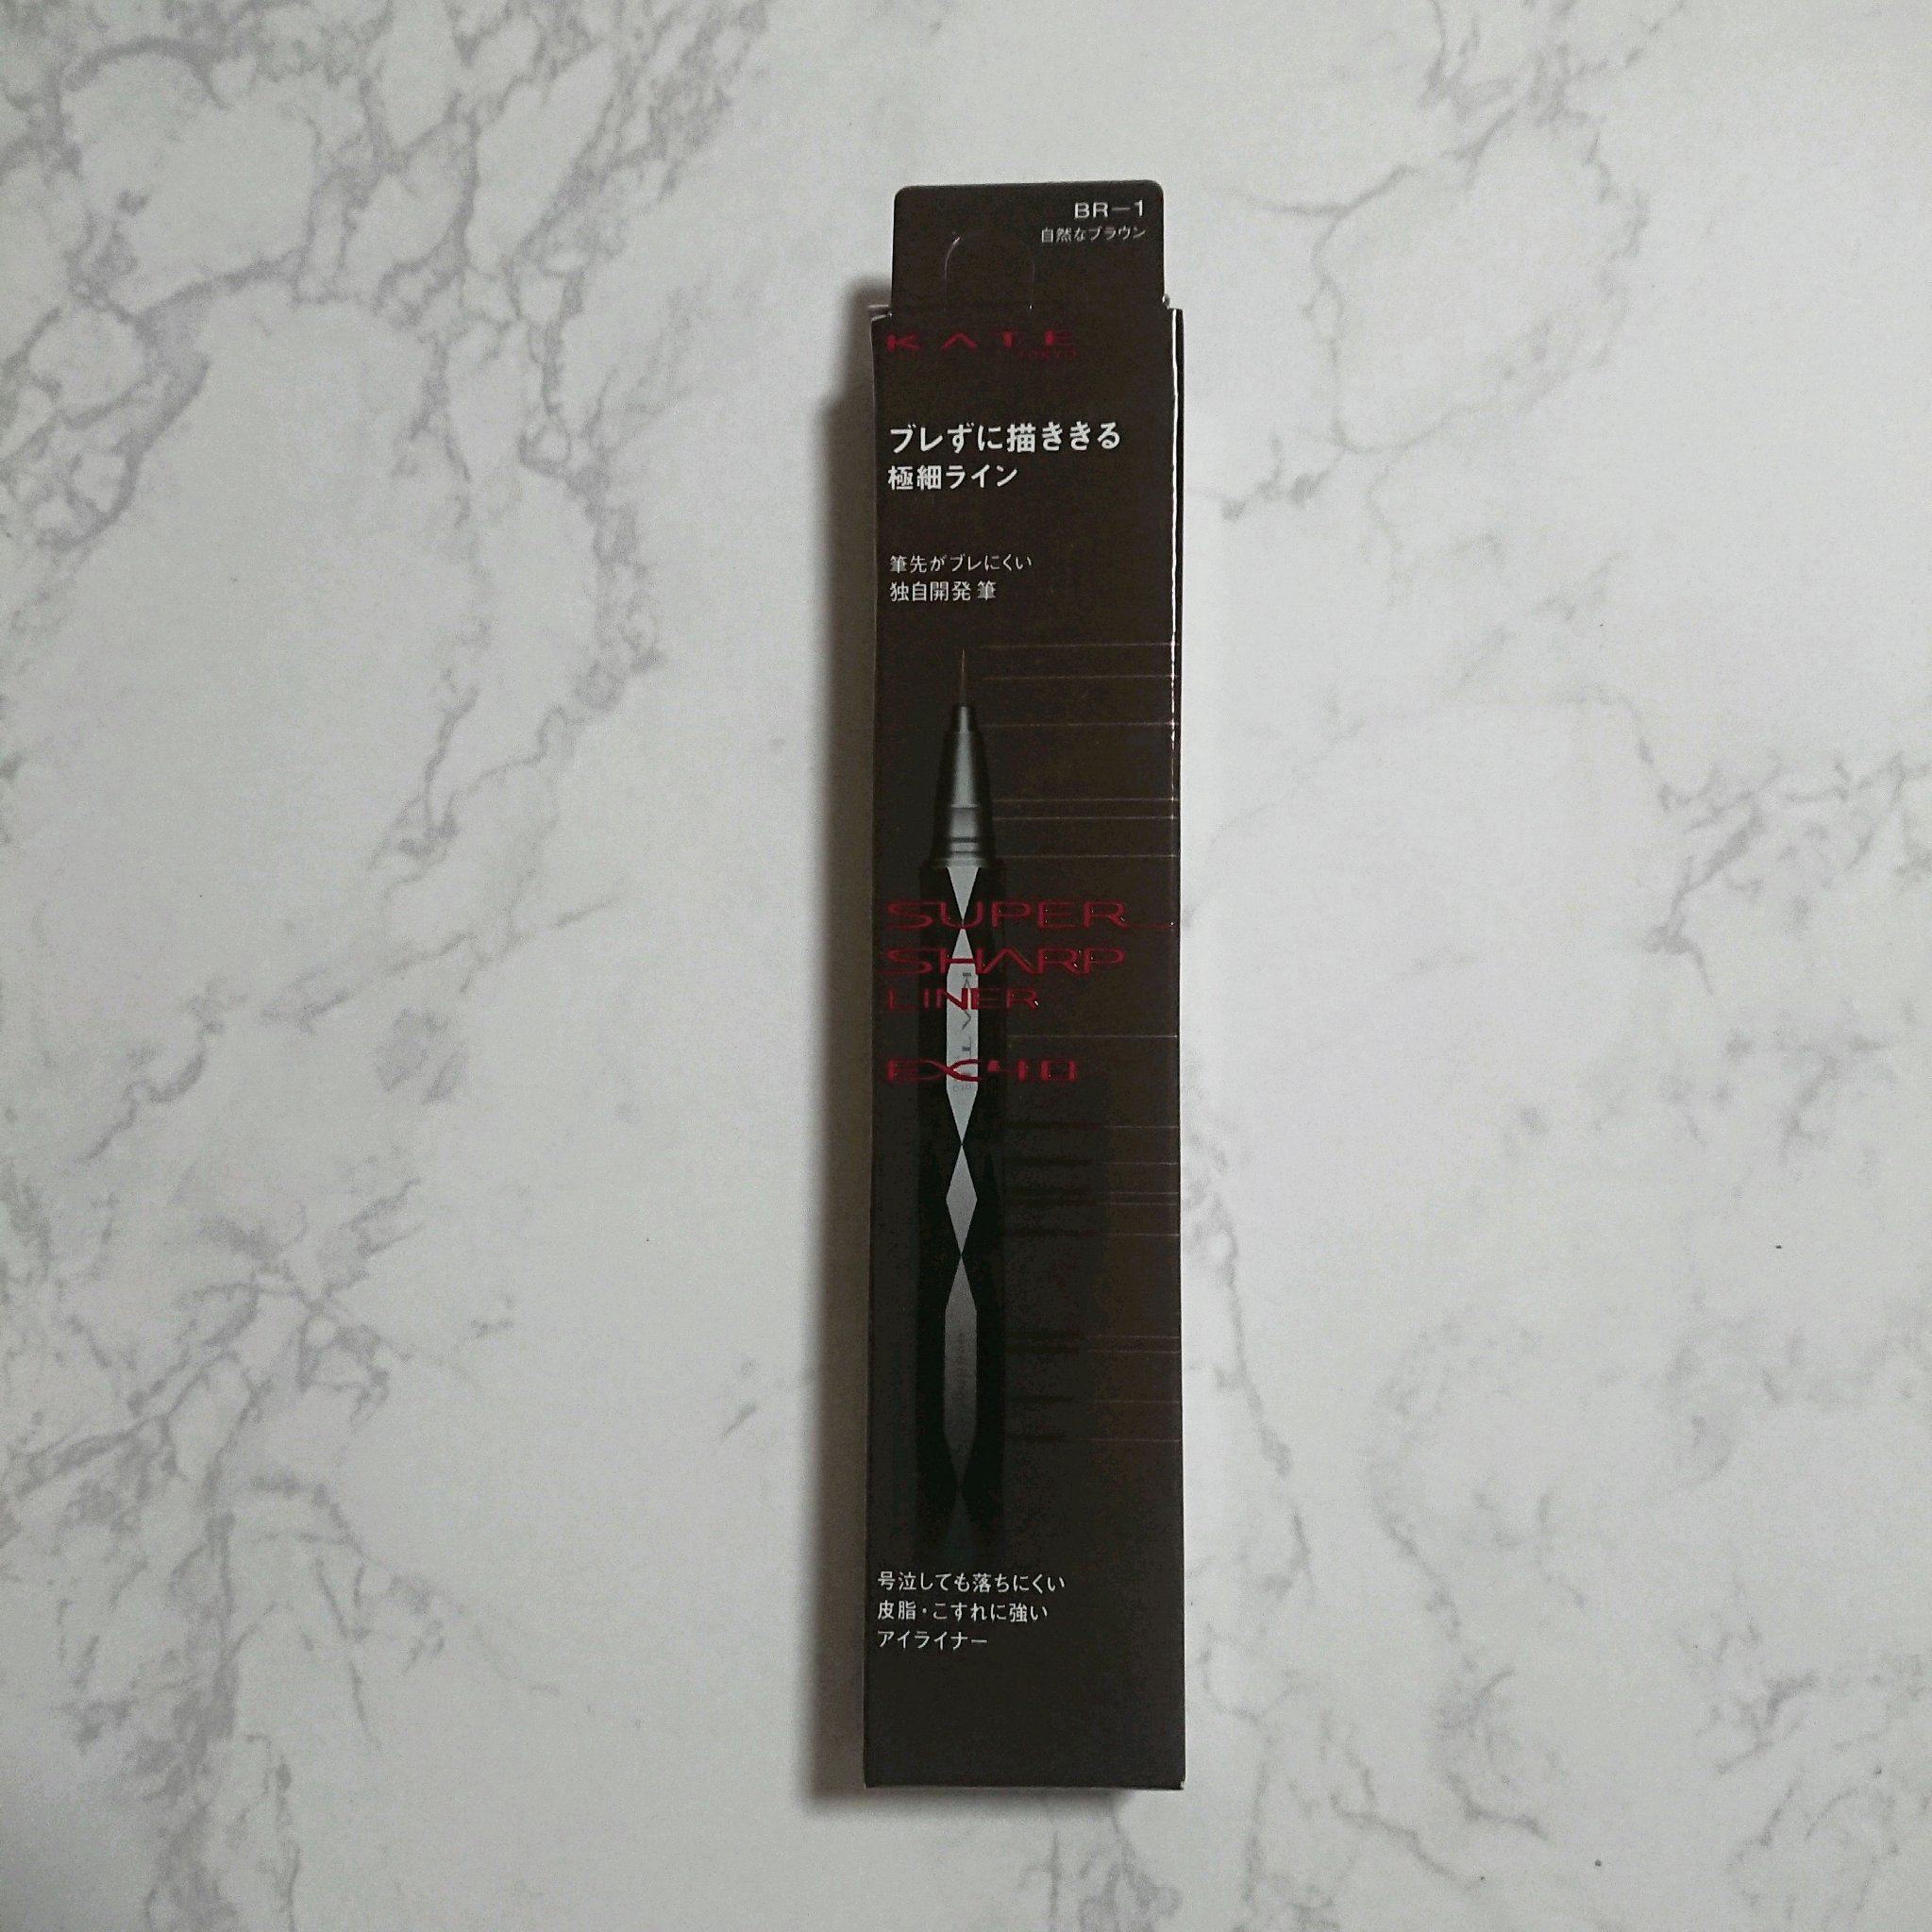 BR-1
自然なブラウン
KATE
TOKYO
ブレずに描ききる
極細ライン
筆先がブレにくい
独自開発 筆
SUPER
SHARP
LINER
EX4.0
号泣しても落ちにくい
皮脂・こすれに強い
アイライナー